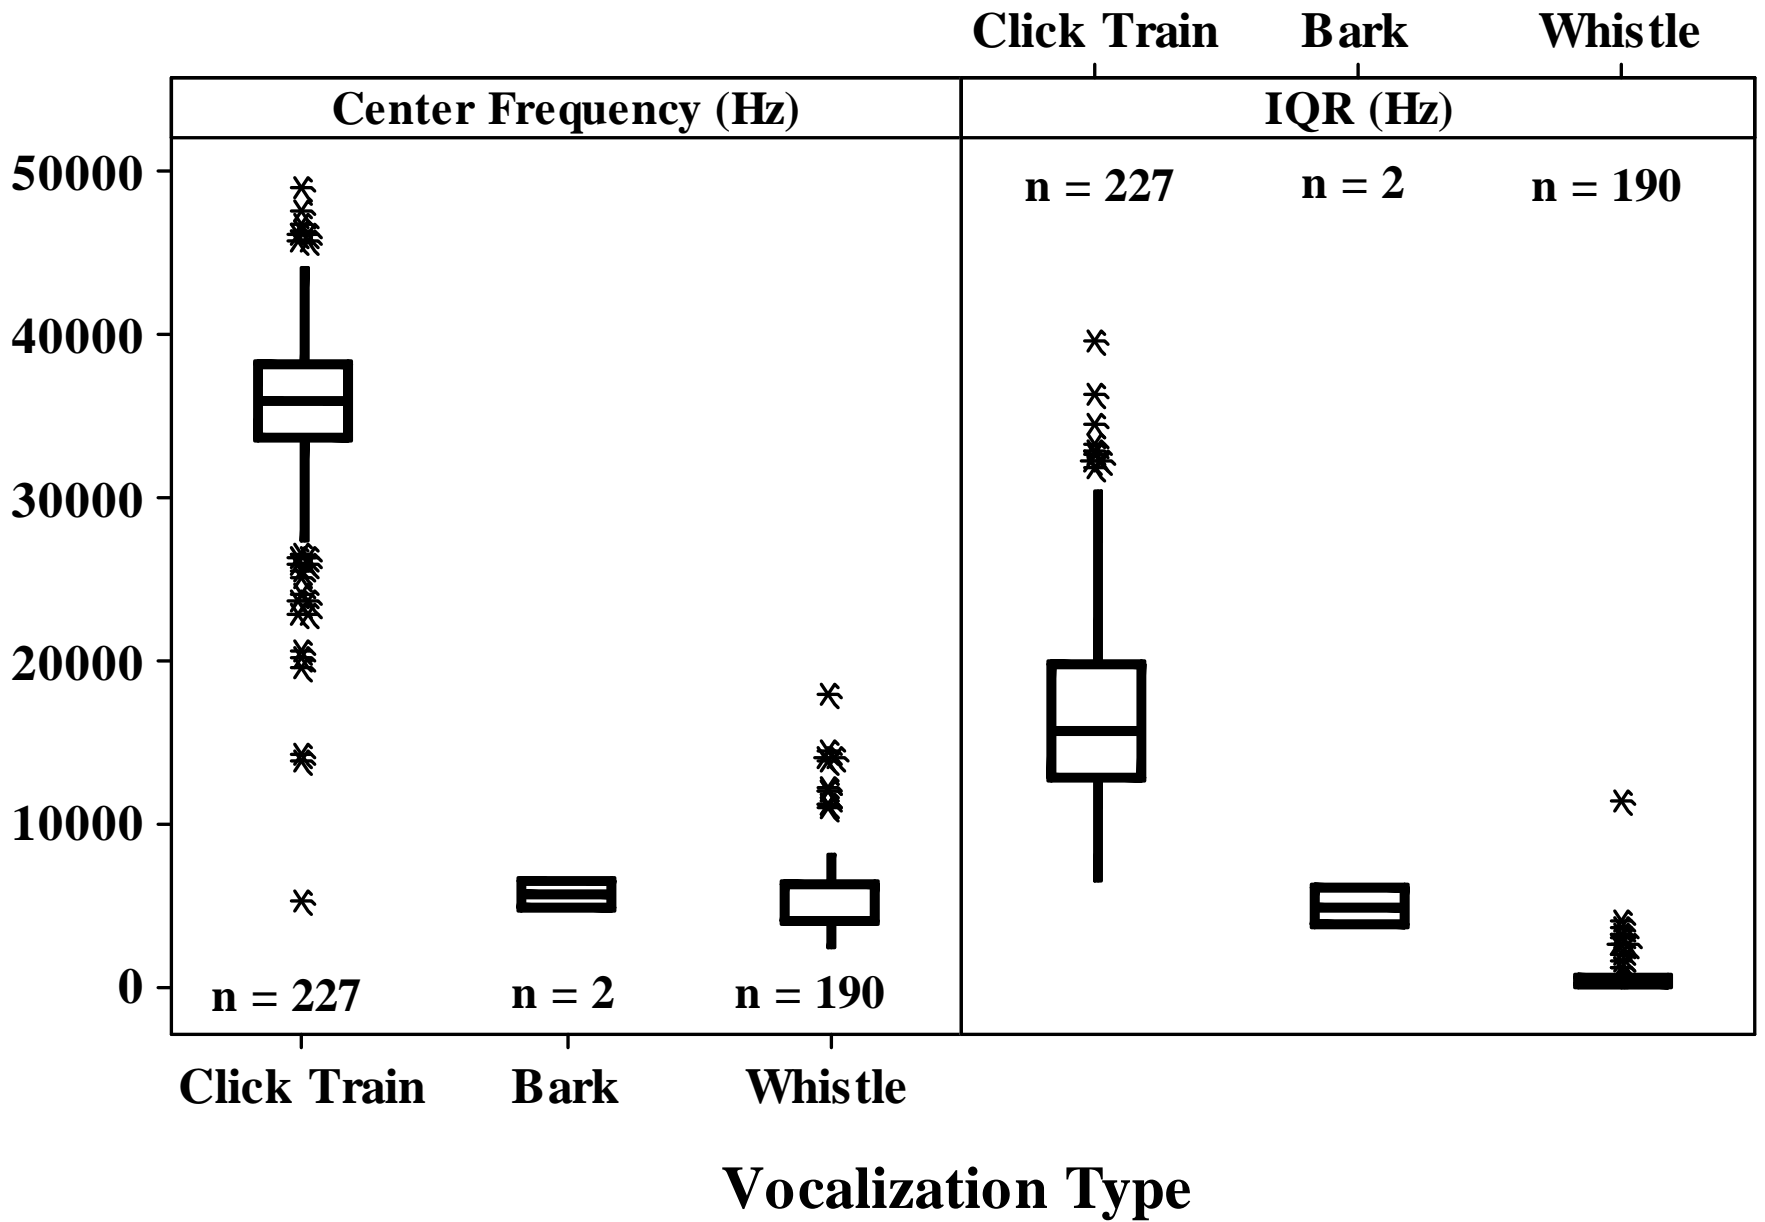 Click Train Bark Whistle
Center Frequency (Hz) IQR (Hz)
50000
n = 227 n = 2 n = 190
40000
30000
20000
10000
0
n = 227 n = 2 n = 190
Click Train Bark Whistle
Vocalization Type